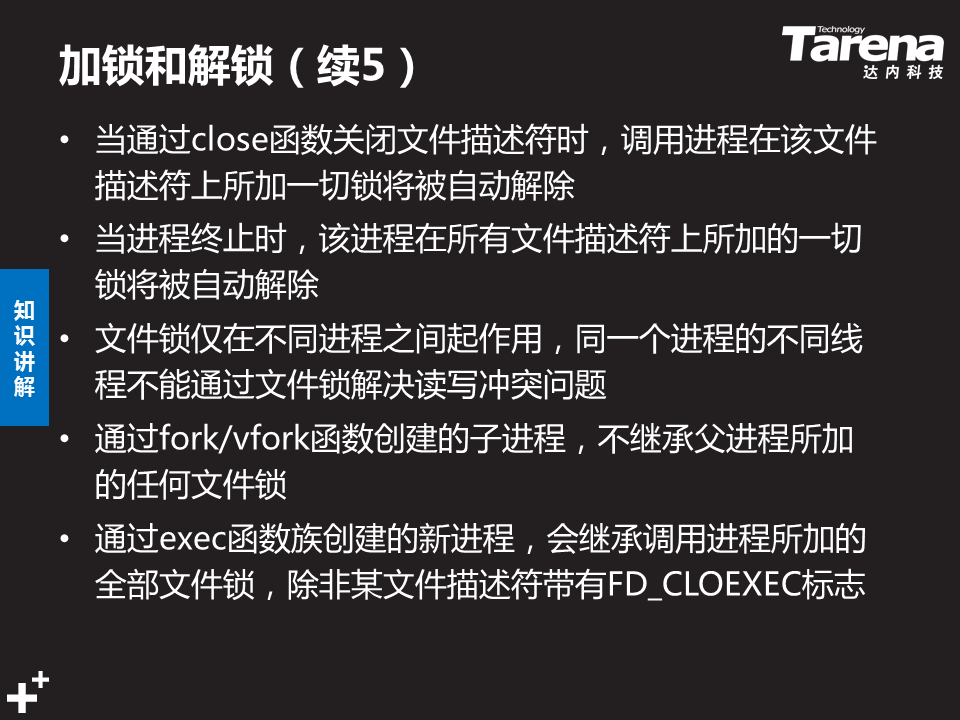 加锁和解锁（续5）
Technology
Tarena
达内科技
• 当通过close函数关闭文件描述符时，调用进程在该文件
描述符上所加一切锁将被自动解除
• 当进程终止时，该进程在所有文件描述符上所加的一切
锁将被自动解除
知识讲解
• 文件锁仅在不同进程之间起作用，同一个进程的不同线
程不能通过文件锁解决读写冲突问题
• 通过fork/vfork函数创建的子进程，不继承父进程所加
的任何文件锁
• 通过exec函数族创建的新进程，会继承调用进程所加的
全部文件锁，除非某文件描述符带有FD_CLOEXEC标志